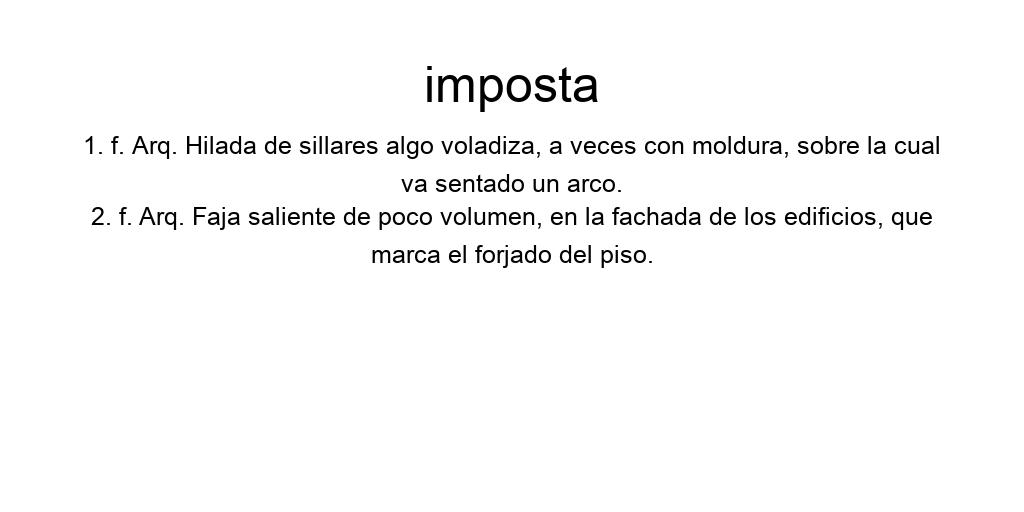 imposta
1. f. Arq. Hilada de sillares algo voladiza, a veces con moldura, sobre la cual
va sentado un arco.
2. f. Arq. Faja saliente de poco volumen, en la fachada de los edificios, que
marca el forjado del piso.